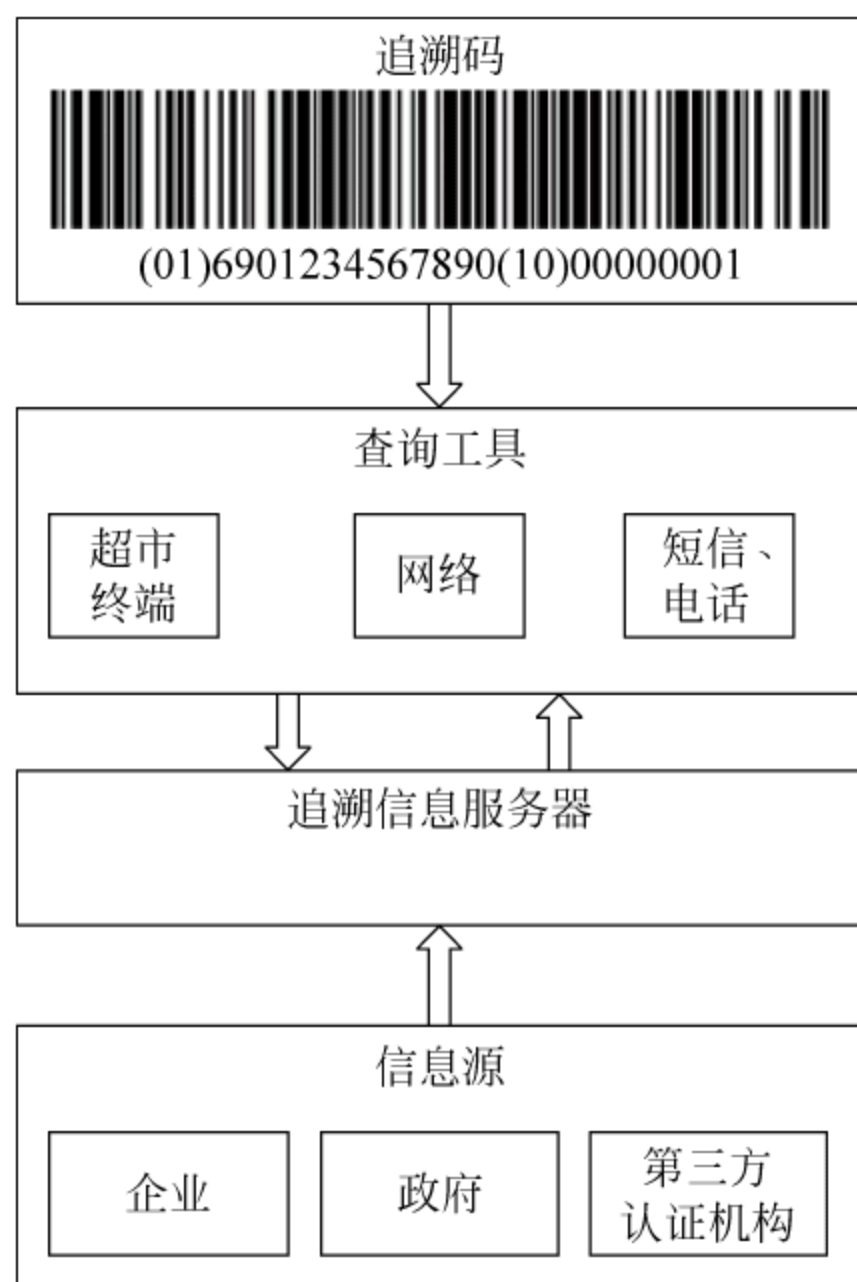 追溯码
(01)6901234567890(10)00000001
查询工具
超市
终端
网络
短信、
电话
追溯信息服务器
信息源
企业
政府
第三方
认证机构